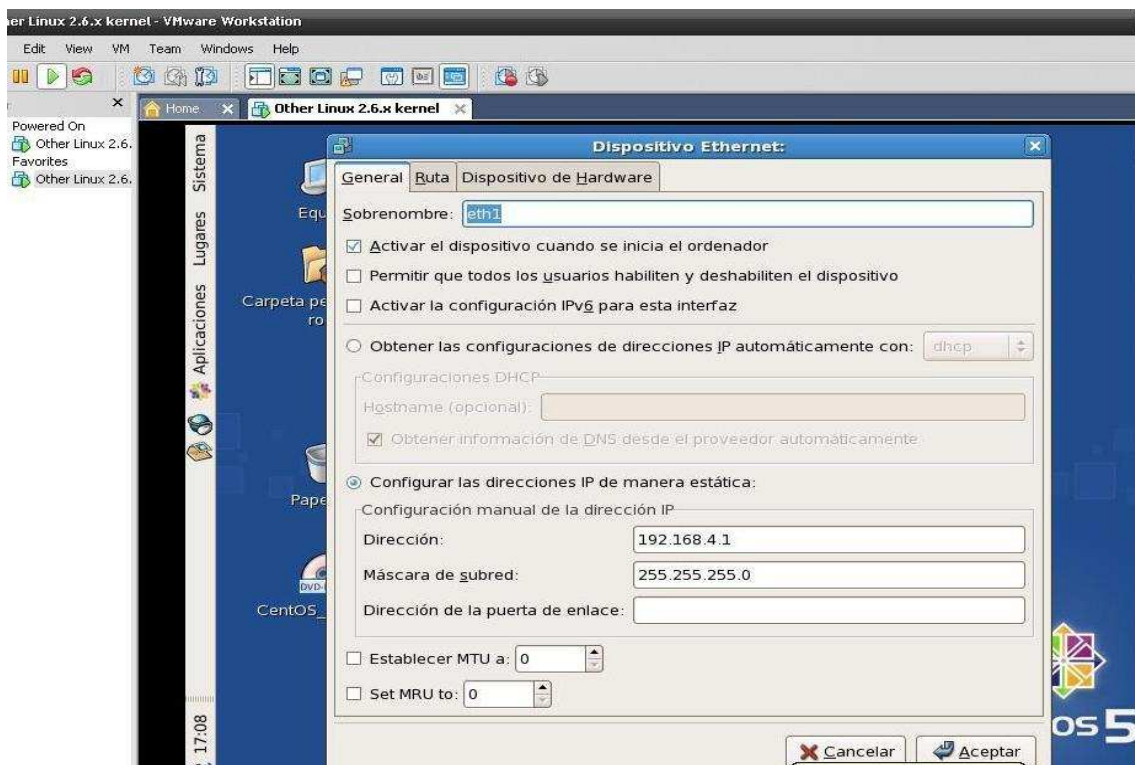 er Linux 2.6.x kernel - VMware Workstation
Edit View VM Team Windows Help
Home
Other Linux 2.6.x kernel
Powered On
Other Linux 2.6.
Favorites
Other Linux 2.6.
Sistema
Lugares
Aplicaciones
17:08
Equ
Carpeta pe
ro
Pape
DVD-
CentOS_
Dispositivo Ethernet:
General Ruta Dispositivo de Hardware
Sobrenombre: eth1
Activar el dispositivo cuando se inicia el ordenador
Permitir que todos los usuarios habiliten y deshabiliten el dispositivo
Activar la configuración IPv6 para esta interfaz
Obtener las configuraciones de direcciones IP automáticamente con: dhcp
Configuraciones DHCP
Hostname (opcional):
Obtener información de DNS desde el proveedor automáticamente
Configurar las direcciones IP de manera estática:
Configuración manual de la dirección IP
Dirección: 192.168.4.1
Máscara de subred: 255.255.255.0
Dirección de la puerta de enlace:
Establecer MTU a: 0
Set MRU to: 0
Cancelar Aceptar
os 5